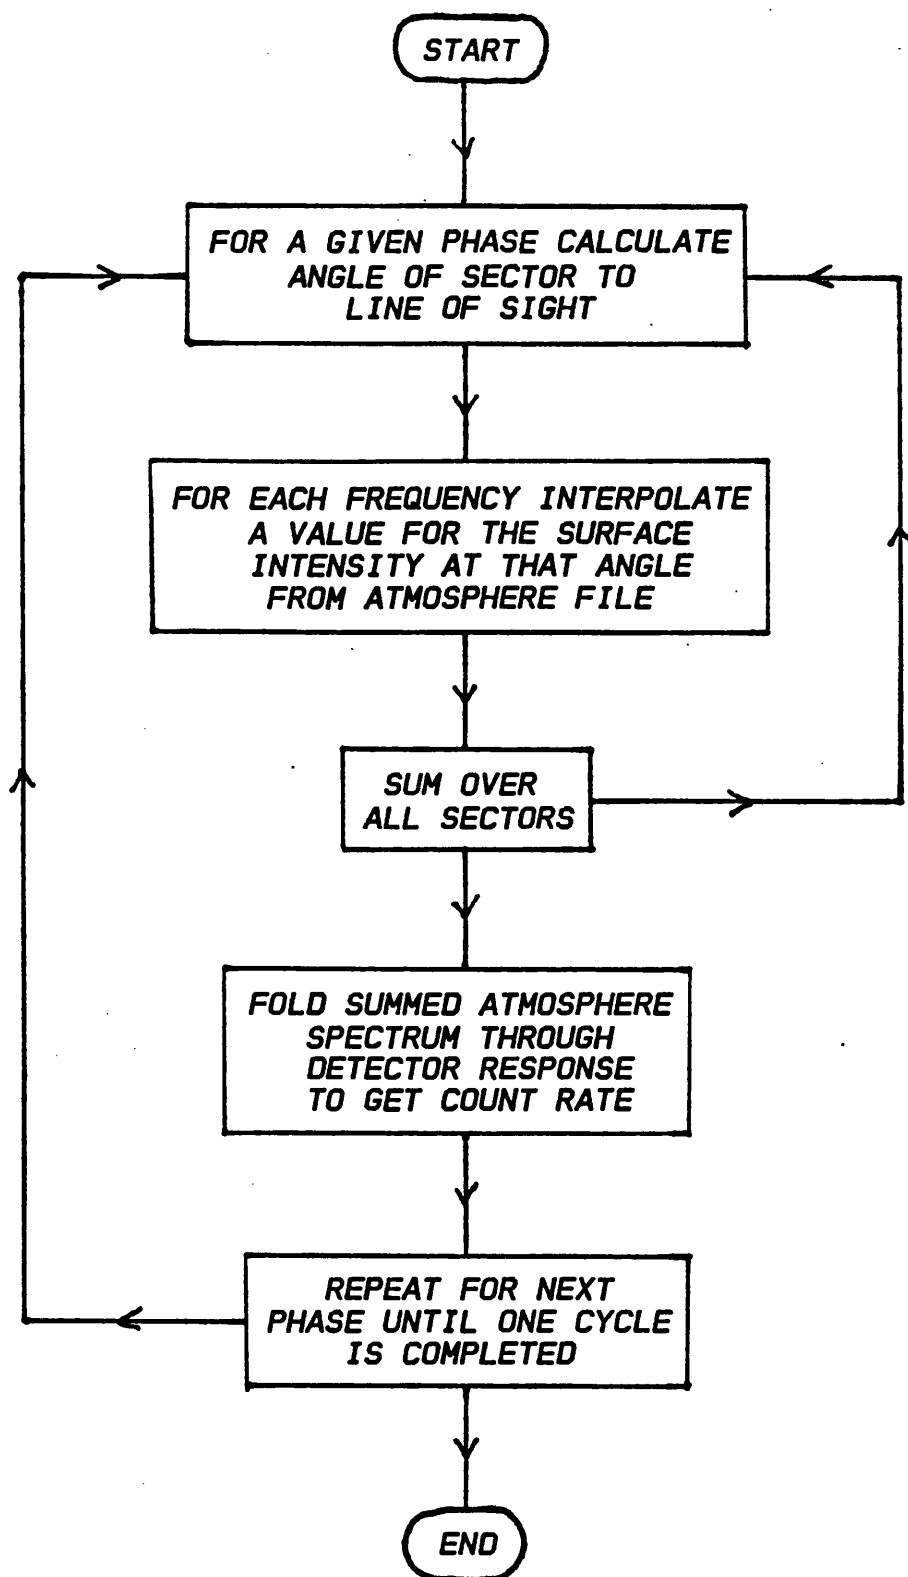 START
FOR A GIVEN PHASE CALCULATE
ANGLE OF SECTOR TO
LINE OF SIGHT
FOR EACH FREQUENCY INTERPOLATE
A VALUE FOR THE SURFACE
INTENSITY AT THAT ANGLE
FROM ATMOSPHERE FILE
SUM OVER
ALL SECTORS
FOLD SUMMED ATMOSPHERE
SPECTRUM THROUGH
DETECTOR RESPONSE
TO GET COUNT RATE
REPEAT FOR NEXT
PHASE UNTIL ONE CYCLE
IS COMPLETED
END